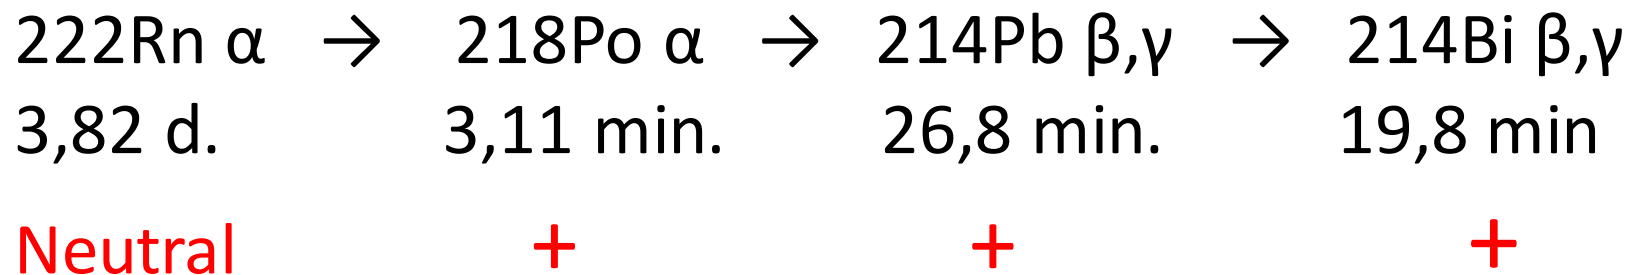 222Rn α → 218Po α → 214Pb β,γ → 214Bi β,γ
3,82 d. 3,11 min. 26,8 min. 19,8 min
Neutral + + +